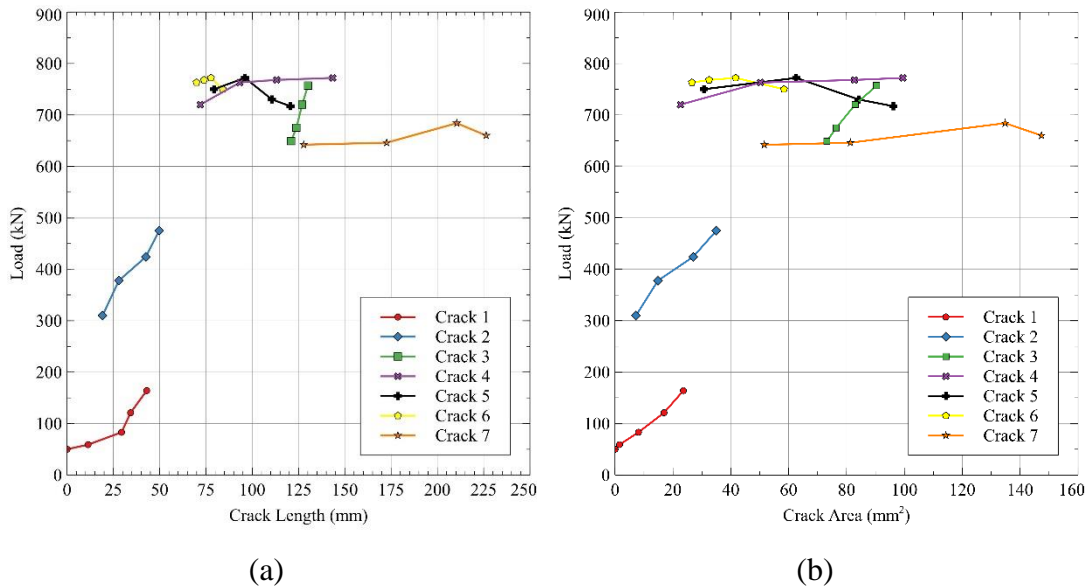 900
800
700
600
500
400
300
200
100
0
Load (kN)
0 25 50 75 100 125 150 175 200 225 250
Crack Length (mm)
Crack 1
Crack 2
Crack 3
Crack 4
Crack 5
Crack 6
Crack 7
(a)
900
800
700
600
500
400
300
200
100
0
Load (kN)
0 20 40 60 80 100 120 140 160
Crack Area (mm²)
Crack 1
Crack 2
Crack 3
Crack 4
Crack 5
Crack 6
Crack 7
(b)